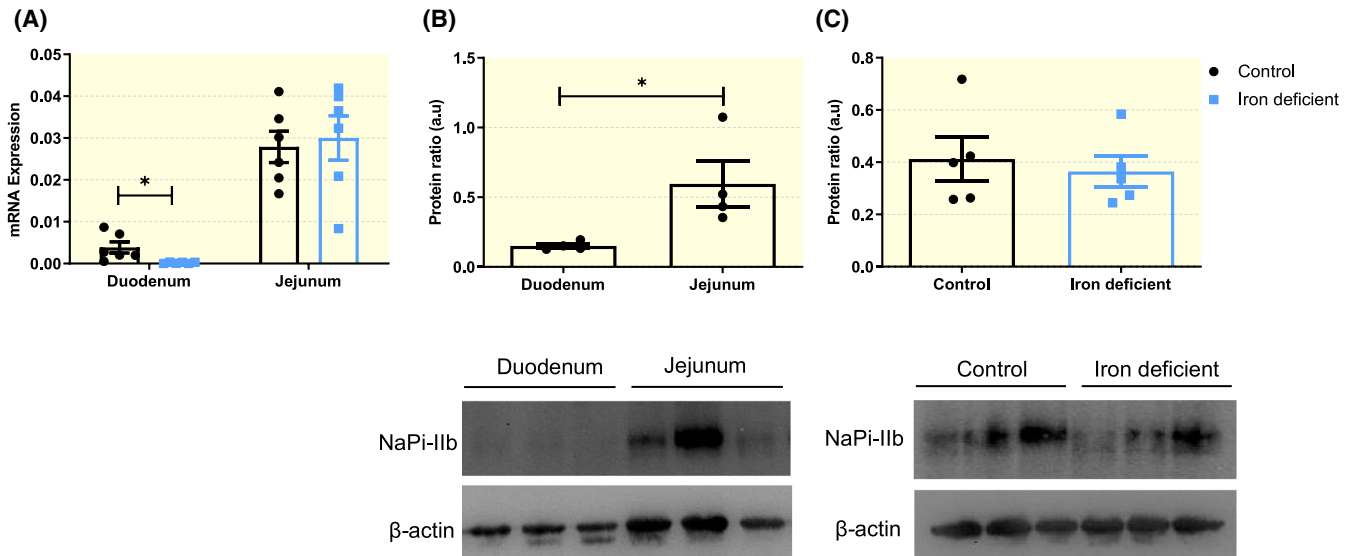 (A)
mRNA Expression
0.05
0.04
0.03
0.02
0.01
0.00
*
Duodenum Jejunum
(B)
Protein ratio (a.u)
1.5
1.0
0.5
0.0
*
Duodenum Jejunum
(C)
Protein ratio (a.u)
0.8
0.6
0.4
0.2
0.0
Control Iron deficient
Control
Iron deficient
Duodenum Jejunum
NaPi-IIb
β-actin
Control Iron deficient
NaPi-IIb
β-actin